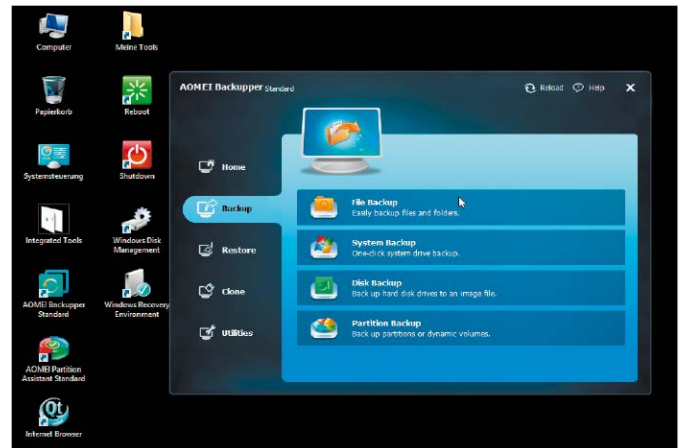 Computer
Meine Tools
Papierkorb
Reboot
Systemsteuerung
Shutdown
Integrated Tools
Windows Disk
Management
AOMEI Backupper
Standard
Windows Recovery
Environment
AOMEI Partition
Assistant Standard
Qt
Internet Browser
AOMEI Backupper Standard
Reload
Help
X
Home
Backup
Restore
Clone
Utilities
File Backup
Easily backup files and folders.
System Backup
One-click system drive backup.
Disk Backup
Back up hard disk drives to an image file.
Partition Backup
Back up partitions or dynamic volumes.